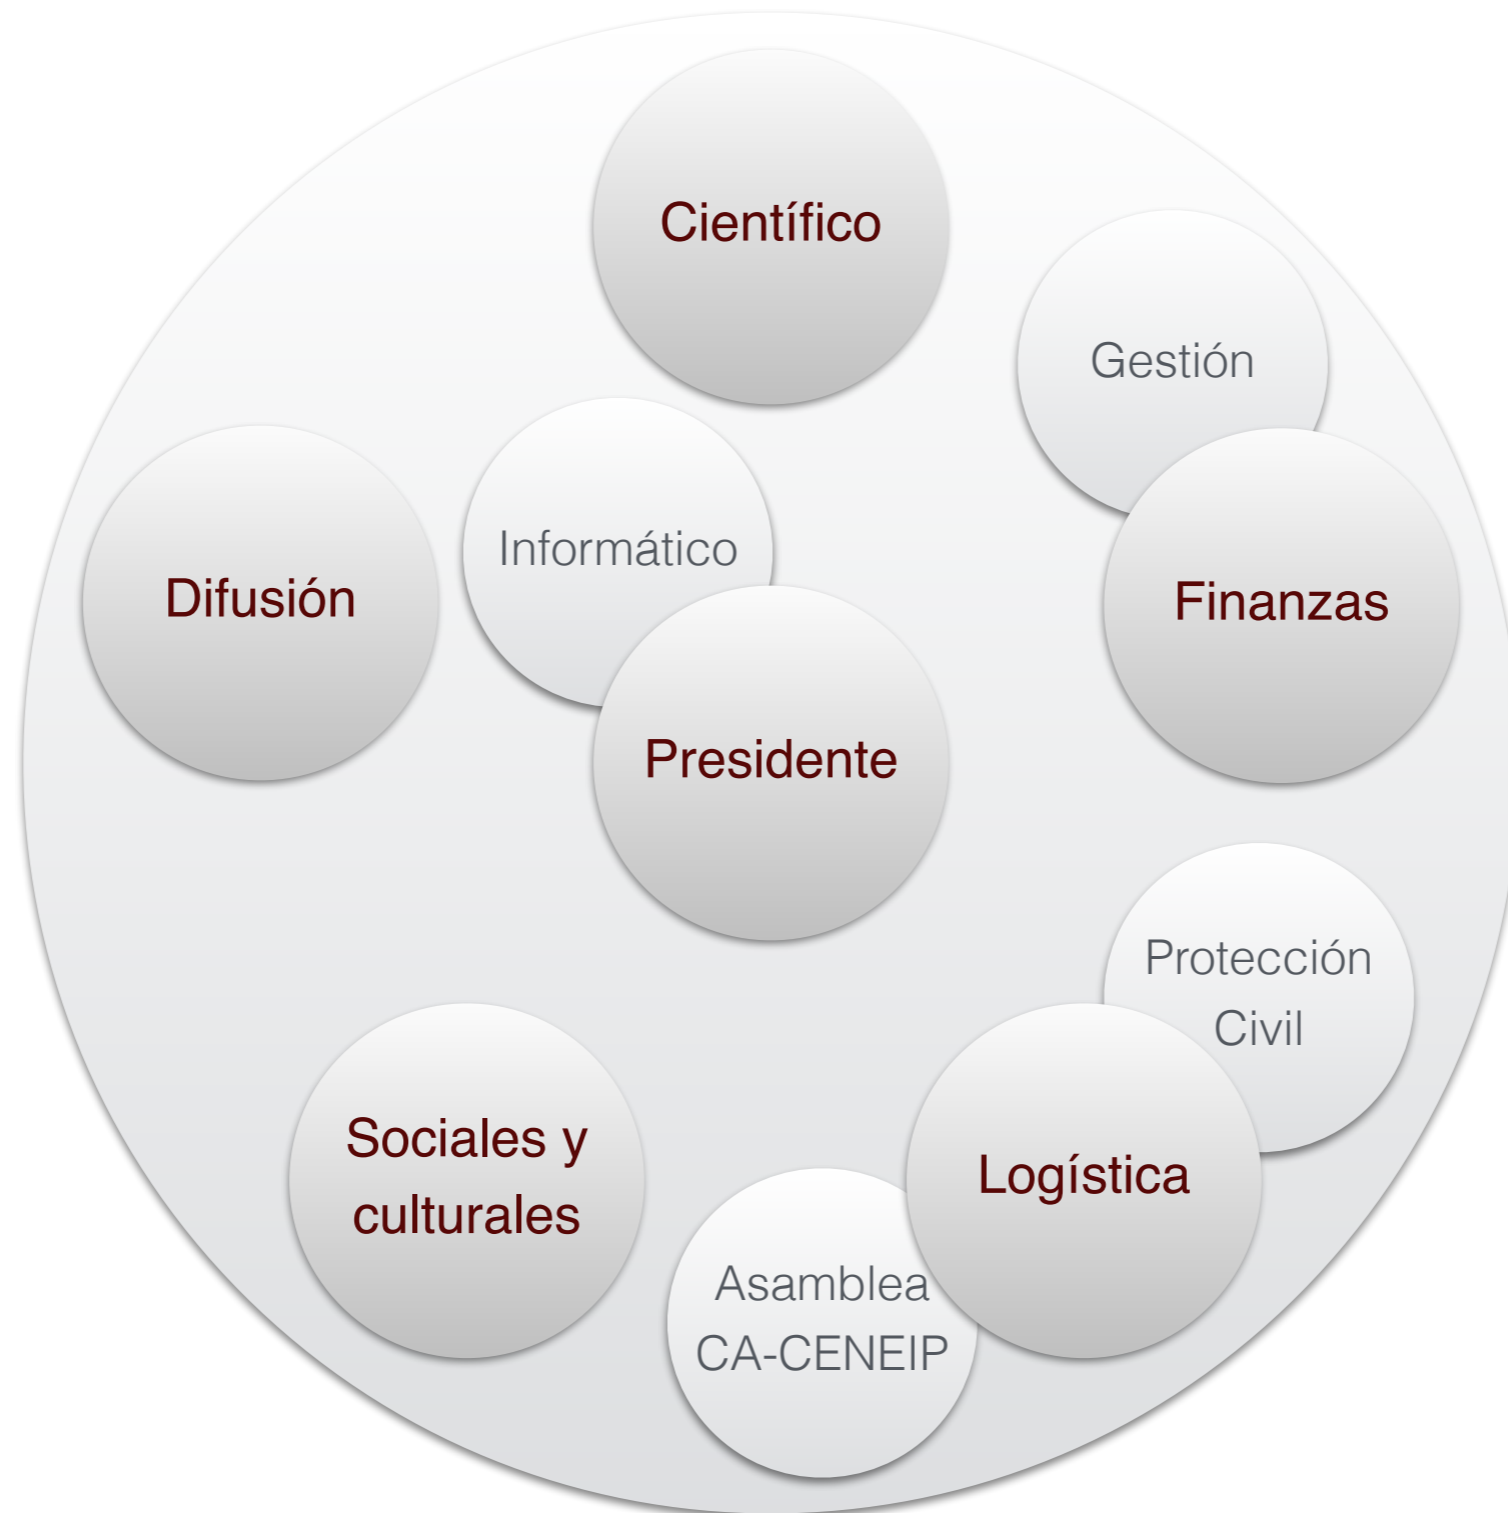 Científico
Gestión
Informático
Difusión
Finanzas
Presidente
Protección
Civil
Sociales y
culturales
Logística
Asamblea
CA-CENEIP